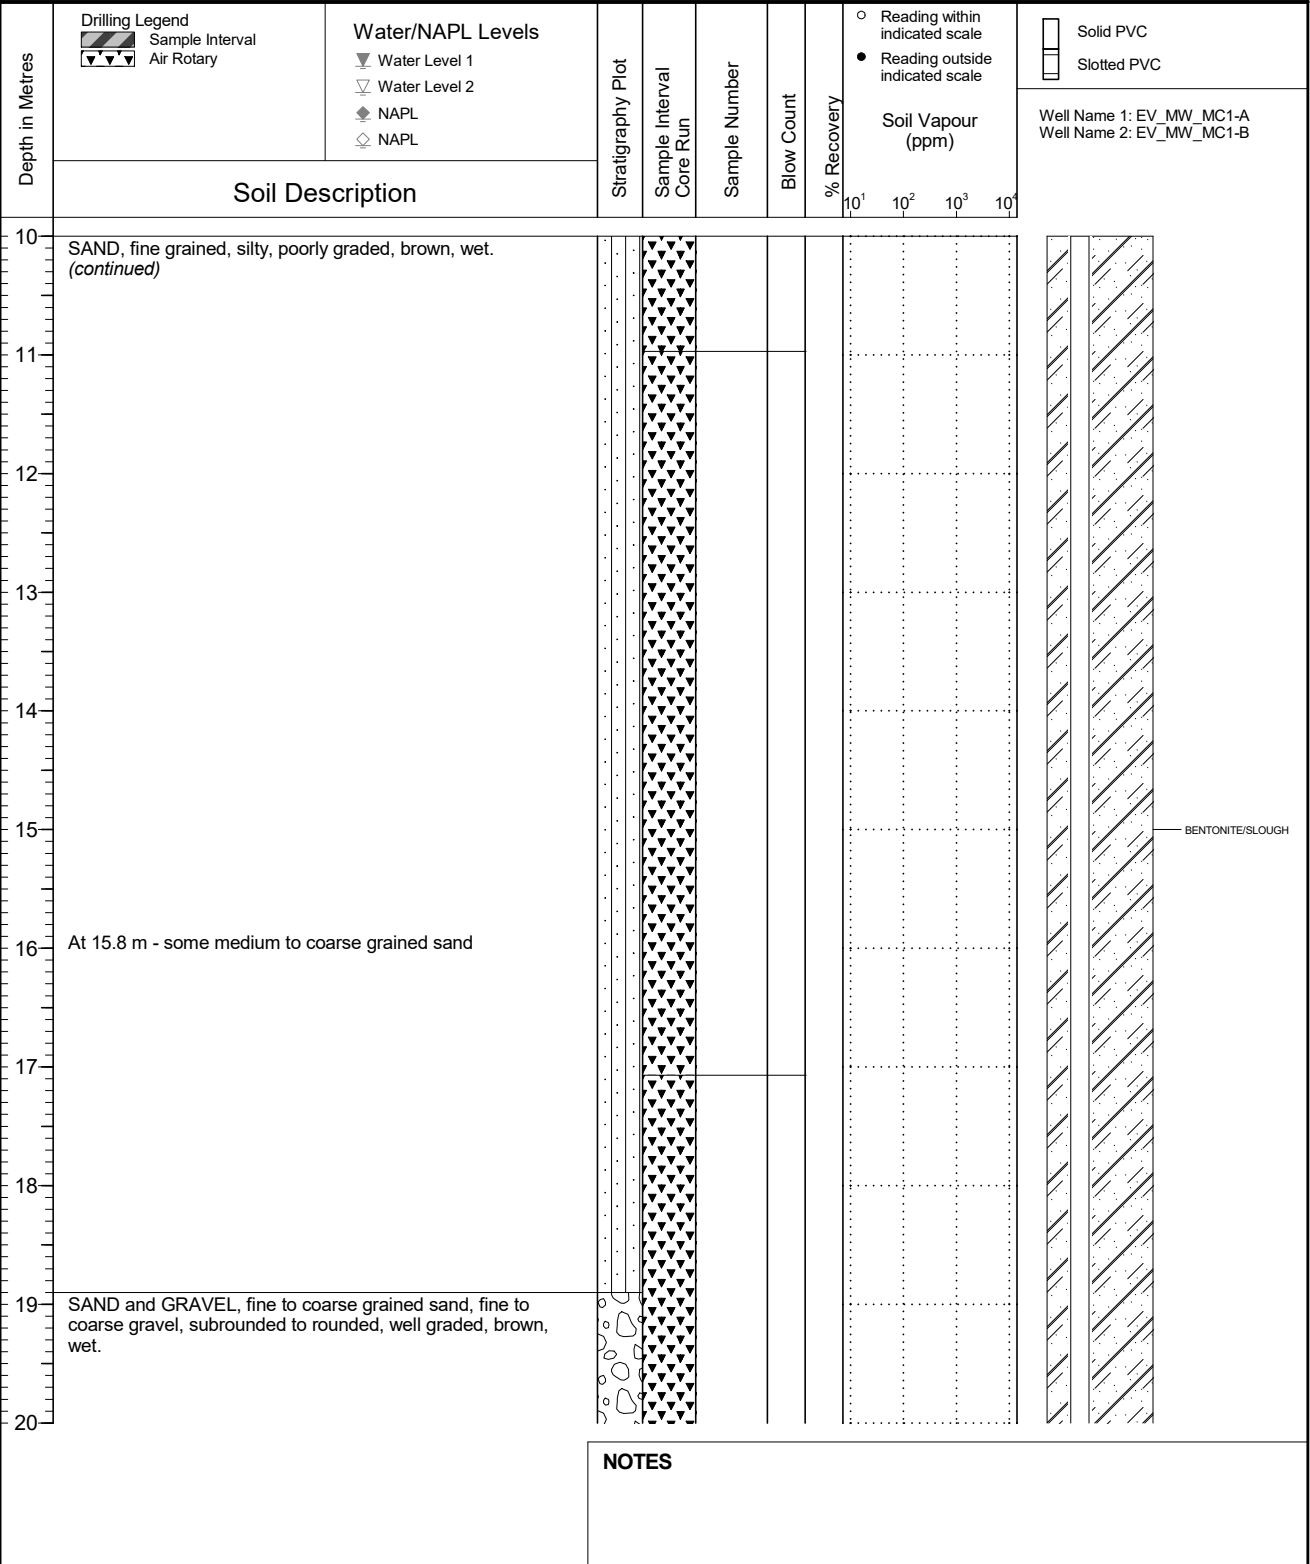 Depth in Metres
Drilling Legend
Sample Interval
Air Rotary
Water/NAPL Levels
Water Level 1
Water Level 2
NAPL
NAPL
Soil Description
Stratigraphy Plot
Sample Interval
Core Run
Sample Number
Blow Count
% Recovery
Reading within
indicated scale
Reading outside
indicated scale
Soil Vapour
(ppm)
10¹ 10² 10³ 10⁴
Solid PVC
Slotted PVC
Well Name 1: EV_MW_MC1-A
Well Name 2: EV_MW_MC1-B
10
SAND, fine grained, silty, poorly graded, brown, wet.
(continued)
11
12
13
14
15
BENTONITE/SLOUGH
At 15.8 m - some medium to coarse grained sand
16
17
18
19
SAND and GRAVEL, fine to coarse grained sand, fine to
coarse gravel, subrounded to rounded, well graded, brown,
wet.
20
NOTES